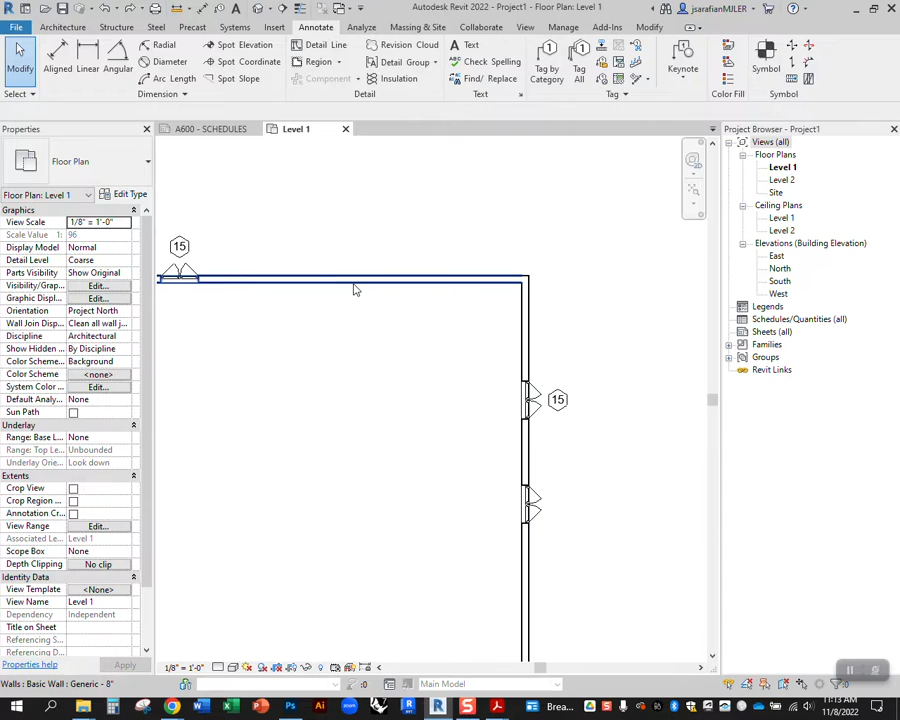 Autodesk Revit 2022 - Project1 - Floor Plan: Level 1
jsarafianMJLER
File Architecture Structure Steel Precast Systems Insert Annotate Analyze Massing & Site Collaborate View Manage Add-Ins Modify
Modify
Select
Aligned Linear Angular
Radial
Diameter
Arc Length
Spot Elevation
Spot Coordinate
Spot Slope
Dimension
Detail Line
Region
Component
Revision Cloud
Detail Group
Insulation
Detail
Text
Check Spelling
Find/ Replace
Text
Tag by Category
Tag All
Tag
Keynote
Color Fill
Symbol
Symbol
Properties
A600 - SCHEDULES
Level 1
Project Browser - Project1
Floor Plan
Floor Plan: Level 1
Edit Type
Graphics
View Scale 1/8" = 1'-0"
Scale Value 1: 96
Display Model Normal
Detail Level Coarse
Parts Visibility Show Original
Visibility/Grap... Edit...
Graphic Displ... Edit...
Orientation Project North
Wall Join Disp... Clean all wall j...
Discipline Architectural
Show Hidden ... By Discipline
Color Scheme... Background
Color Scheme <none>
System Color ... Edit...
Default Analy... None
Sun Path
Underlay
Range: Base L... None
Range: Top Le... Unbounded
Underlay Orie... Look down
Extents
Crop View
Crop Region ...
Annotation Cr...
View Range Edit...
Associated Le... Level 1
Scope Box None
Depth Clipping No clip
Identity Data
View Template <None>
View Name Level 1
Dependency Independent
Title on Sheet
Referencing S...
Properties help
Apply
15
15
Views (all)
Floor Plans
Level 1
Level 2
Site
Ceiling Plans
Level 1
Level 2
Elevations (Building Elevation)
East
North
South
West
Legends
Schedules/Quantities (all)
Sheets (all)
Families
Groups
Revit Links
1/8" = 1'-0"
Walls : Basic Wall : Generic - 8"
:0
Main Model
:0
Brea...
11:13 AM
11/8/2022
11:13 AM
11/8/2022